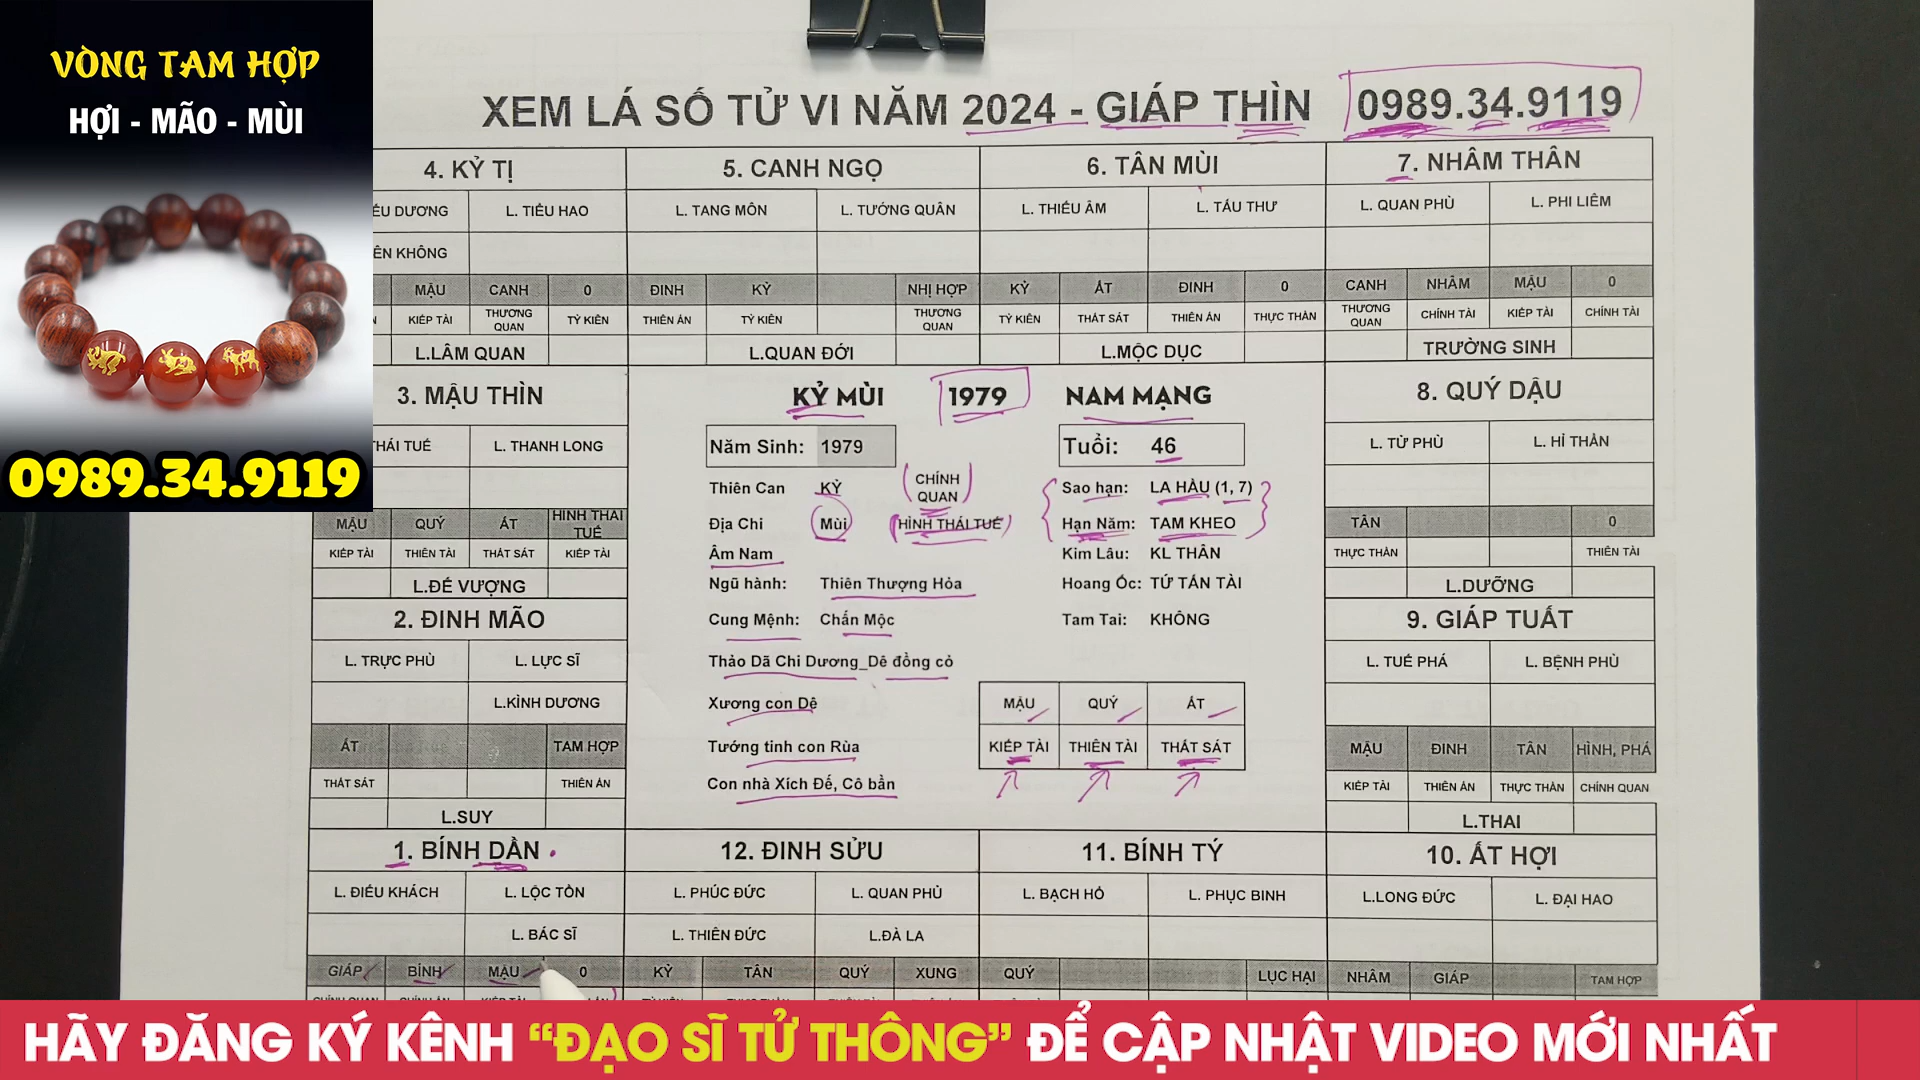 VÒNG TAM HỢP
HỢI - MÃO - MÙI
0989.34.9119
XEM LÁ SỐ TỬ VI NĂM 2024 - GIÁP THÌN 0989.34.9119
4. KỶ TỊ
ỂU DƯƠNG L. TIỂU HAO
ÊN KHÔNG
MẬU CANH 0
KIẾP TÀI THƯƠNG QUAN TỶ KIÊN
L.LÂM QUAN
5. CANH NGỌ
L. TANG MÔN L. TƯỚNG QUÂN
ĐINH KỶ NHỊ HỢP
THIÊN ẤN TỶ KIÊN THƯƠNG QUAN
L.QUAN ĐỚI
6. TÂN MÙI
L. THIẾU ÂM L. TẤU THƯ
KỶ ẤT ĐINH 0
TỶ KIÊN THẤT SÁT THIÊN ẤN THỰC THẦN
L.MỘC DỤC
7. NHÂM THÂN
L. QUAN PHÙ L. PHI LIÊM
CANH NHÂM MẬU 0
THƯƠNG QUAN CHÍNH TÀI KIẾP TÀI CHÍNH TÀI
TRƯỜNG SINH
3. MẬU THÌN
HÁI TUẾ L. THANH LONG
MẬU QUÝ ẤT HÌNH THÁI TUẾ
KIẾP TÀI THIÊN TÀI THẤT SÁT KIẾP TÀI
L.ĐẾ VƯỢNG
KỶ MÙI 1979 NAM MẠNG
Năm Sinh: 1979 Tuổi: 46
Thiên Can KỶ CHÍNH QUAN Sao hạn: LA HẦU (1, 7)
Địa Chi Mùi HÌNH THÁI TUẾ Hạn Năm: TAM KHEO
Âm Nam Kim Lâu: KL THÂN
Ngũ hành: Thiên Thượng Hỏa Hoang Ốc: TỨ TẤN TÀI
Cung Mệnh: Chấn Mộc Tam Tai: KHÔNG
Thảo Dã Chi Dương_Dê đồng cỏ
Xương con Dê
Tướng tinh con Rùa
Con nhà Xích Đế, Cô bần
MẬU QUÝ ẤT
KIẾP TÀI THIÊN TÀI THẤT SÁT
8. QUÝ DẬU
L. TỬ PHÙ L. HỈ THẦN
TÂN 0
THỰC THẦN THIÊN TÀI
L.DƯỠNG
2. ĐINH MÃO
L. TRỰC PHÙ L. LỰC SĨ
L.KÌNH DƯƠNG
ẤT TAM HỢP
THẤT SÁT THIÊN ẤN
L.SUY
9. GIÁP TUẤT
L. TUẾ PHÁ L. BỆNH PHÙ
MẬU ĐINH TÂN HÌNH, PHÁ
KIẾP TÀI THIÊN ẤN THỰC THẦN CHÍNH QUAN
L.THAI
1. BÍNH DẦN
L. ĐIẾU KHÁCH L. LỘC TỒN
L. BÁC SĨ
GIÁP BÍNH MẬU 0
12. ĐINH SỬU
L. PHÚC ĐỨC L. QUAN PHỦ
L. THIÊN ĐỨC L.ĐÀ LA
KỶ TÂN QUÝ XUNG
11. BÍNH TÝ
L. BẠCH HỔ L. PHỤC BINH
QUÝ LỤC HẠI
10. ẤT HỢI
L.LONG ĐỨC L. ĐẠI HAO
NHÂM GIÁP TAM HỢP
HÃY ĐĂNG KÝ KÊNH “ĐẠO SĨ TỬ THÔNG” ĐỂ CẬP NHẬT VIDEO MỚI NHẤT